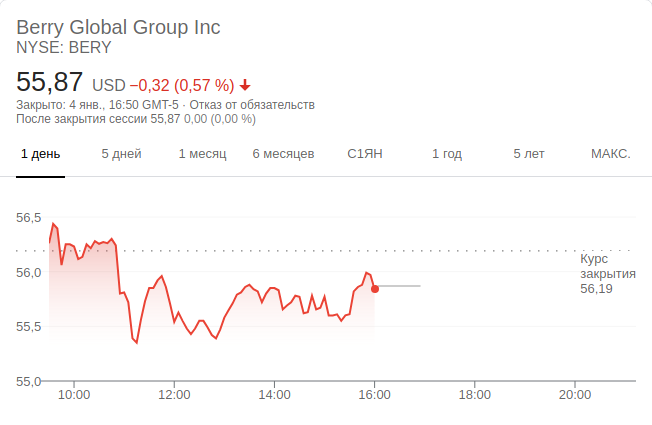 Berry Global Group Inc
NYSE: BERY
55,87 USD −0,32 (0,57 %)
Закрыто: 4 янв., 16:50 GMT-5 · Отказ от обязательств
После закрытия сессии 55,87 0,00 (0,00 %)
1 день 5 дней 1 месяц 6 месяцев С1ЯН 1 год 5 лет МАКС.
56,5
56,0
55,5
55,0
Курс
закрытия
56,19
10:00 12:00 14:00 16:00 18:00 20:00